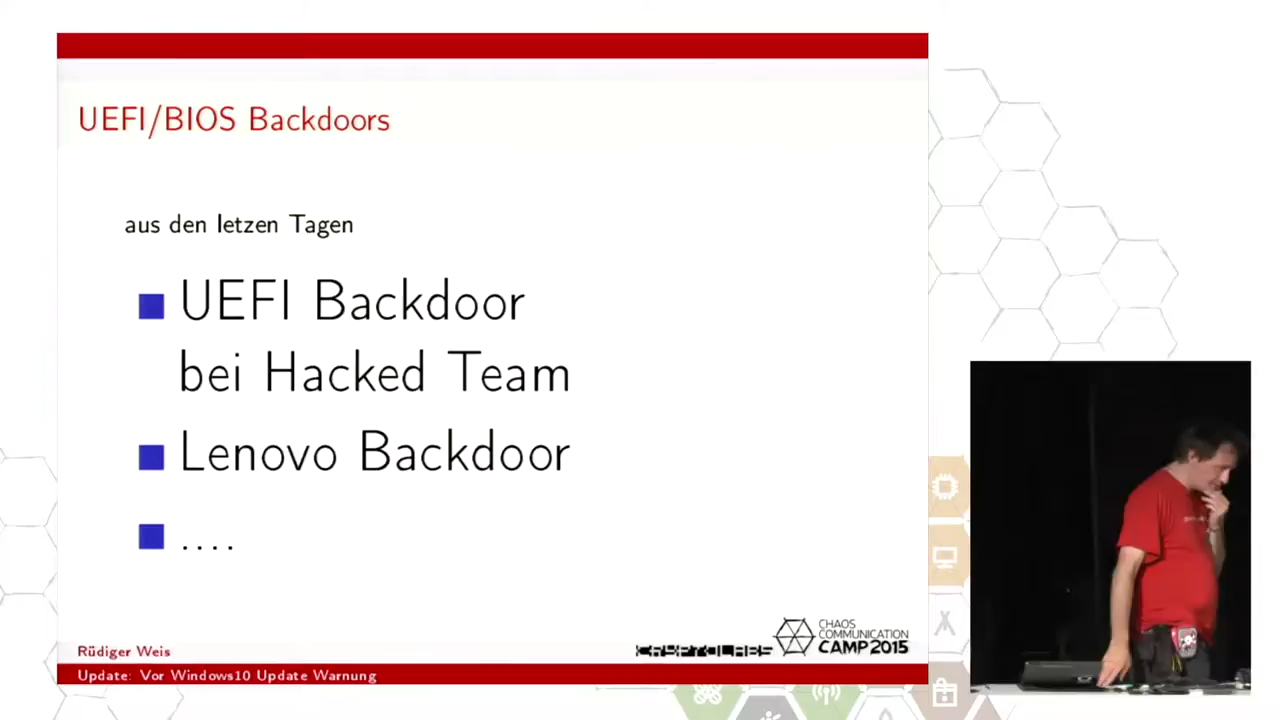 UEFI/BIOS Backdoors
aus den letzen Tagen
UEFI Backdoor
bei Hacked Team
Lenovo Backdoor
....
CHAOS
COMMUNICATION
CAMP 2015
CRYPTOLABS
Rüdiger Weis
Update: Vor Windows10 Update Warnung